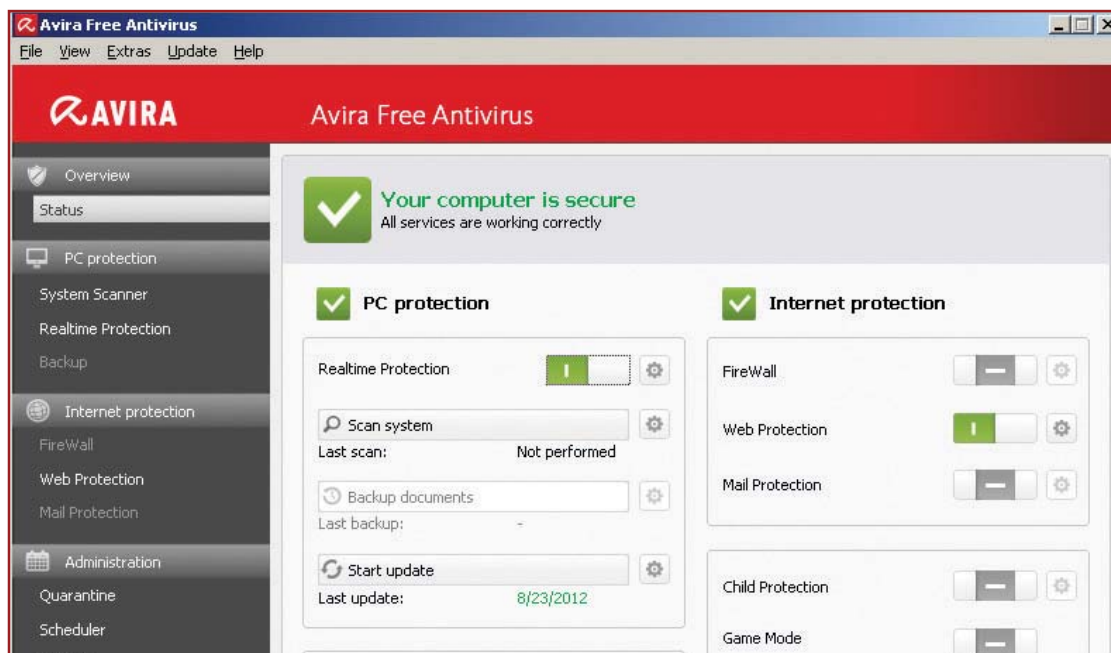 Avira Free Antivirus
File View Extras Update Help
AVIRA
Avira Free Antivirus
Overview
Status
PC protection
System Scanner
Realtime Protection
Backup
Internet protection
FireWall
Web Protection
Mail Protection
Administration
Quarantine
Scheduler
Your computer is secure
All services are working correctly
PC protection
Realtime Protection
Scan system
Last scan: Not performed
Backup documents
Last backup: -
Start update
Last update: 8/23/2012
Internet protection
FireWall
Web Protection
Mail Protection
Child Protection
Game Mode